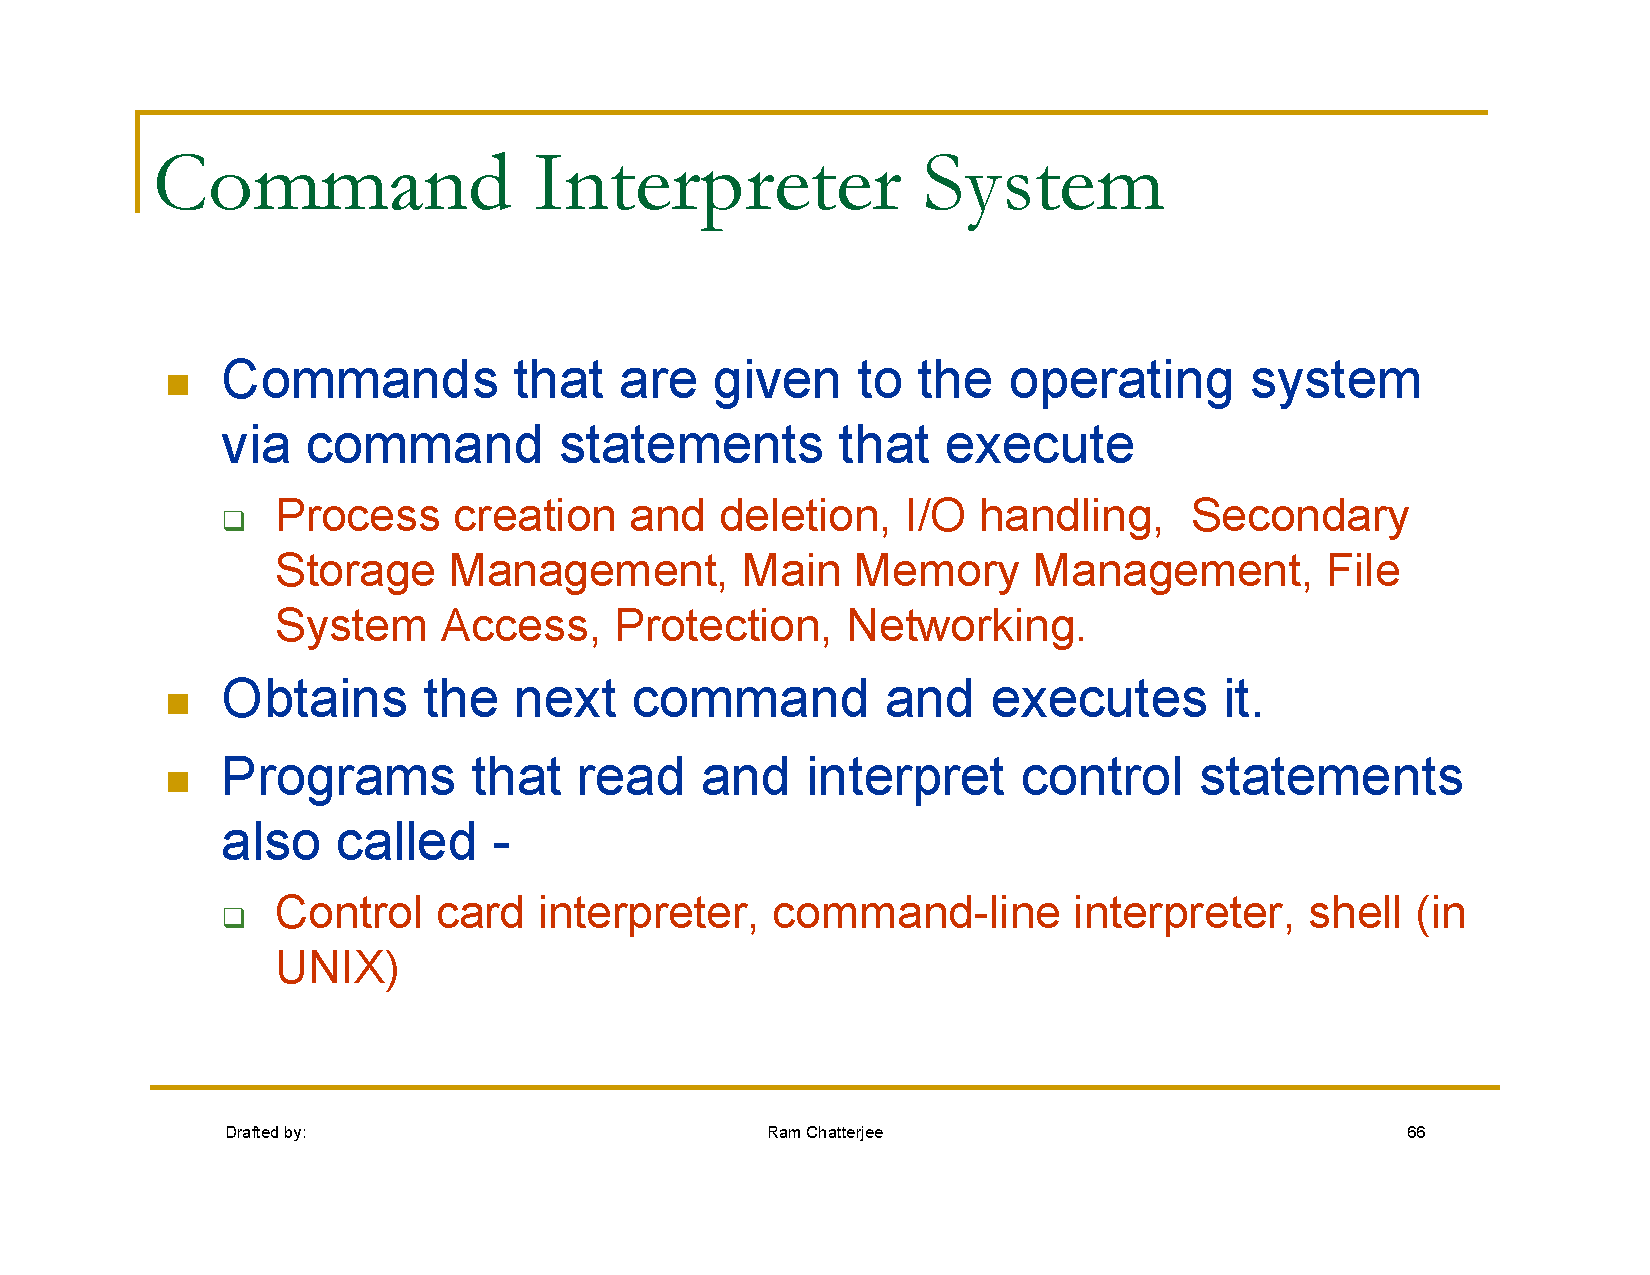 Command Interpreter System
Commands that are given to the operating system
via command statements that execute
Process creation and deletion, I/O handling, Secondary
Storage Management, Main Memory Management, File
System Access, Protection, Networking.
Obtains the next command and executes it.
Programs that read and interpret control statements
also called -
Control card interpreter, command-line interpreter, shell (in
UNIX)
Drafted by: Ram Chatterjee 66